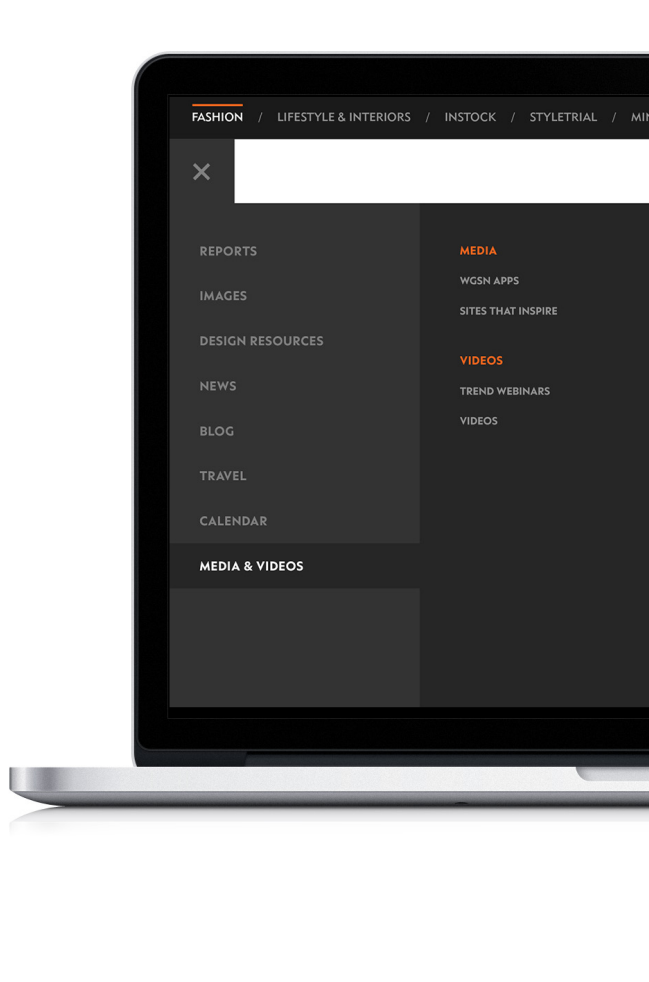 FASHION / LIFESTYLE & INTERIORS / INSTOCK / STYLETRIAL /
REPORTS
IMAGES
DESIGN RESOURCES
NEWS
BLOG
TRAVEL
CALENDAR
MEDIA & VIDEOS
MEDIA
WGSN APPS
SITES THAT INSPIRE
VIDEOS
TREND WEBINARS
VIDEOS